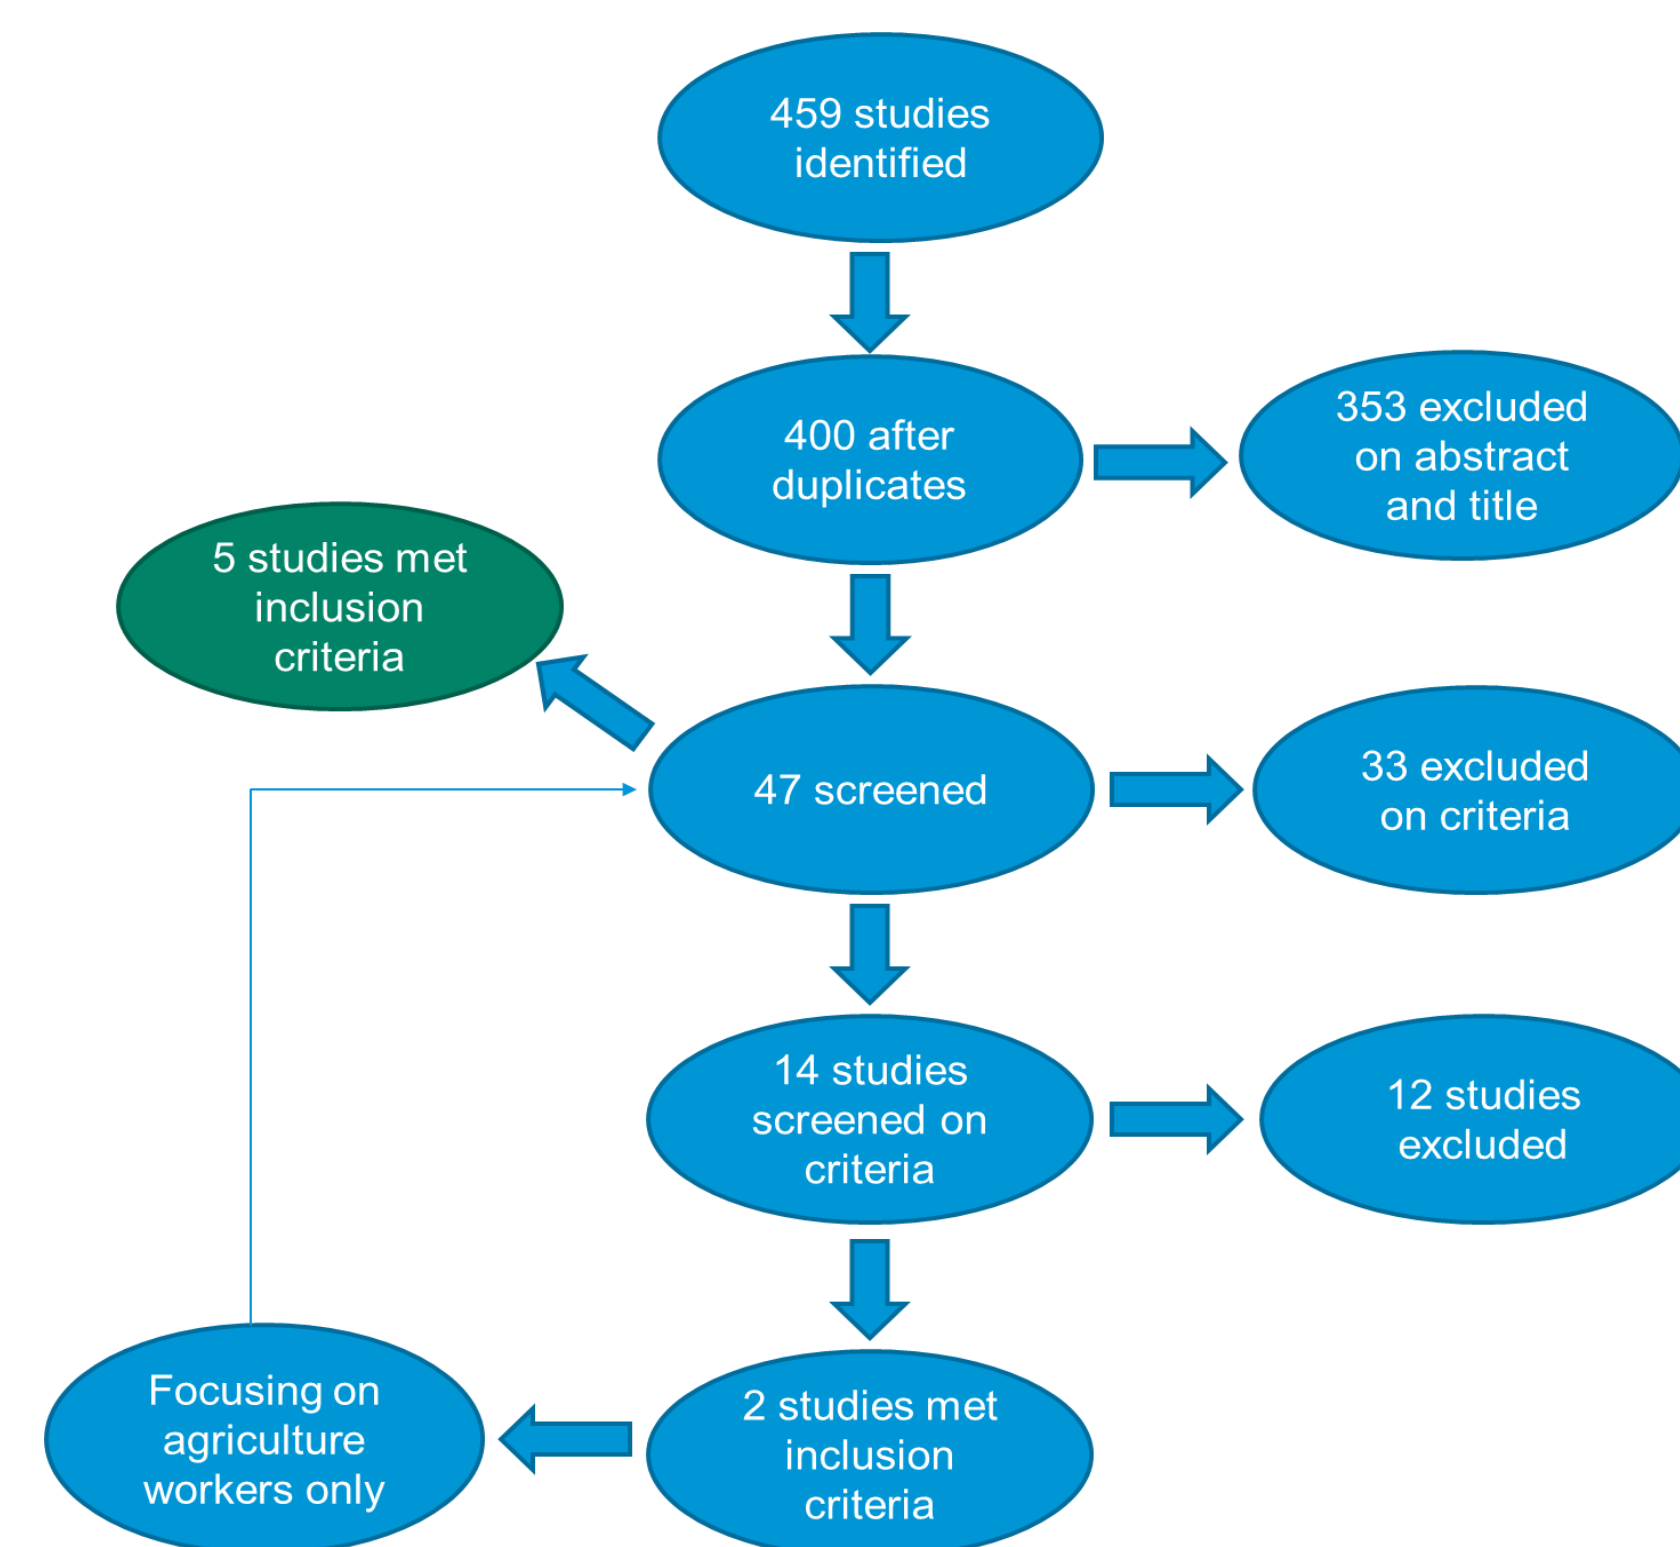 459 studies
identified
400 after
duplicates
353 excluded
on abstract
and title
5 studies met
inclusion
criteria
47 screened
33 excluded
on criteria
14 studies
screened on
criteria
12 studies
excluded
2 studies met
inclusion
criteria
Focusing on
agriculture
workers only